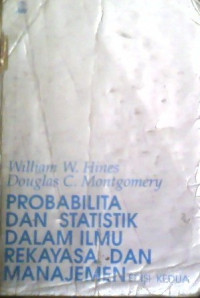 William W. Hines
Douglas C. Montgomery
PROBABILITA
DAN STATISTIK
DALAM ILMU
REKAYASA DAN
MANAJEMEN
EDISI KEDUA